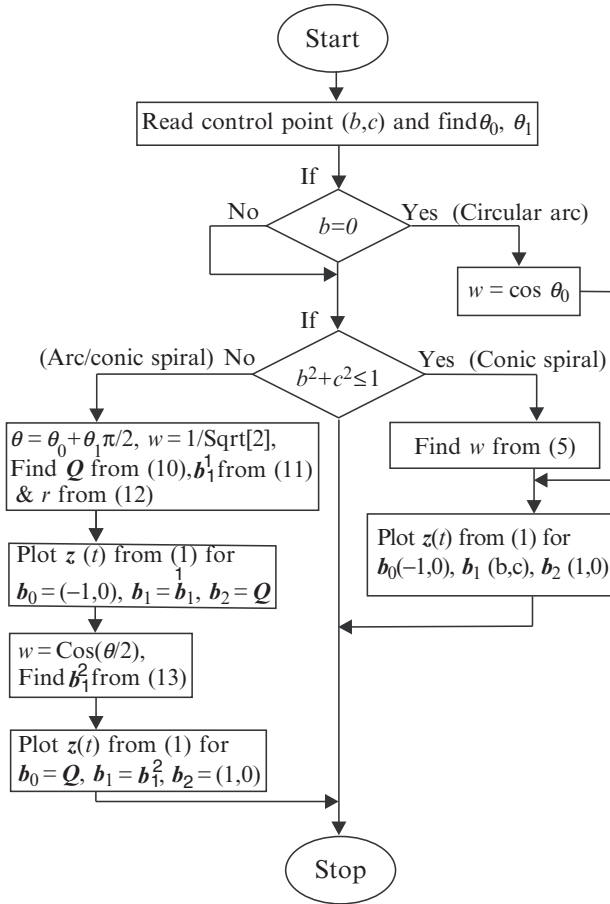 Start
Read control point (b,c) and findθ₀, θ₁
If
No
b=0
Yes (Circular arc)
w = cos θ₀
If
(Arc/conic spiral) No
b²+c²≤1
Yes (Conic spiral)
θ = θ₀+θ₁π/2, w = 1/Sqrt[2],
Find Q from (10), b₁¹ from (11)
& r from (12)
Find w from (5)
Plot z (t) from (1) for
b₀ = (−1,0), b₁ = b₁¹, b₂ = Q
Plot z(t) from (1) for
b₀(−1,0), b₁ (b,c), b₂ (1,0)
w = Cos(θ/2),
Find b₁² from (13)
Plot z(t) from (1) for
b₀ = Q, b₁ = b₁², b₂ = (1,0)
Stop